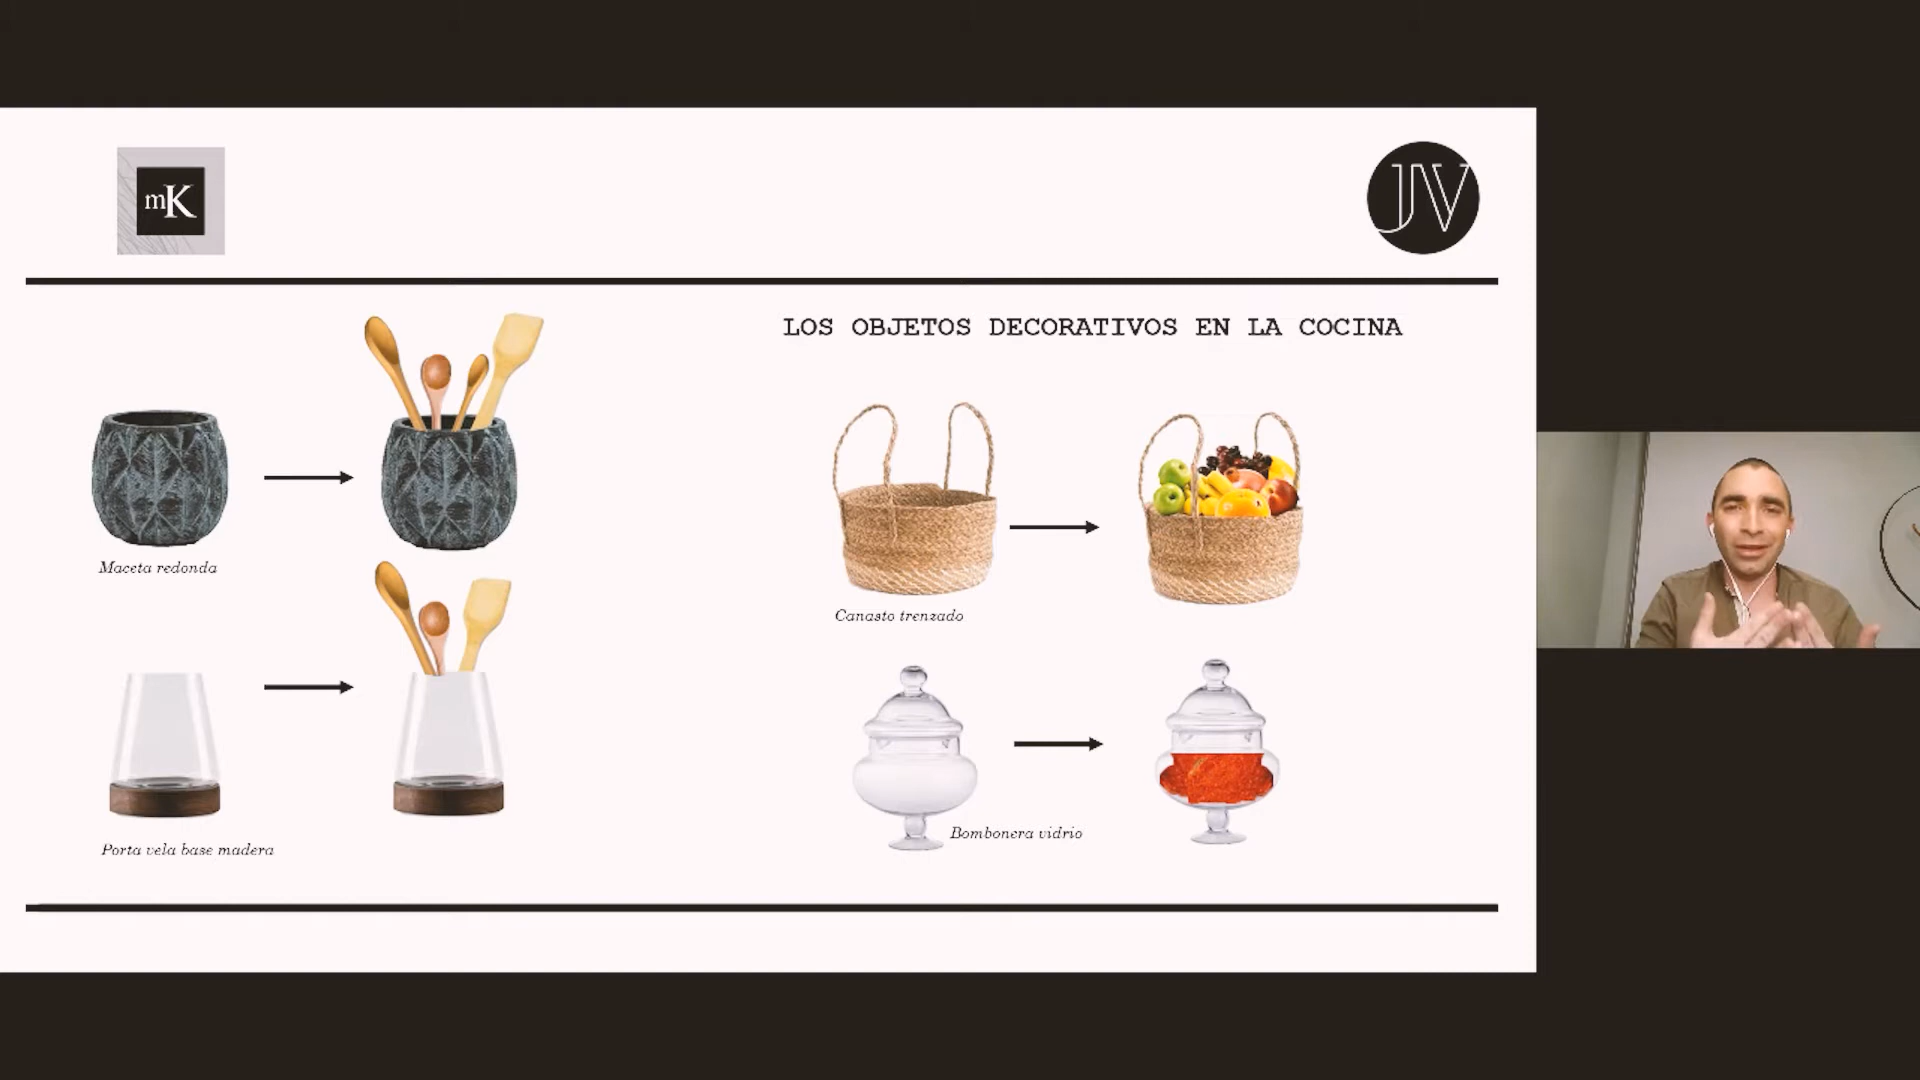 mK
JV
LOS OBJETOS DECORATIVOS EN LA COCINA
Maceta redonda
Canasto trenzado
Bombonera vidrio
Porta vela base madera